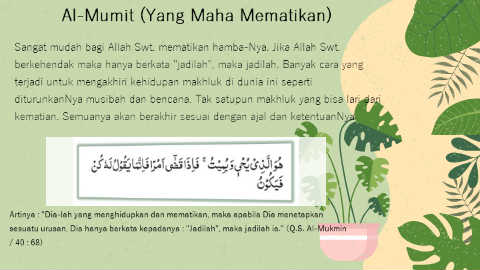 Al-Mumit (Yang Maha Mematikan)
Sangat mudah bagi Allah Swt. mematikan hamba-Nya. Jika Allah Swt.
berkehendak maka hanya berkata "jadilah", maka jadilah. Banyak cara yang
terjadi untuk mengakhiri kehidupan makhluk di dunia ini seperti
diturunkanNya musibah dan bencana. Tak satupun makhluk yang bisa lari dari
kematian. Semuanya akan berakhir sesuai dengan ajal dan ketentuanNya.
هُوَ الَّذِيْ يُحْيٖ وَيُمِيْتُۚ فَاِذَا قَضٰٓى اَمْرًا فَاِنَّمَا يَقُوْلُ لَهٗ كُنْ
فَيَكُوْنُ
Artinya : "Dia-lah yang menghidupkan dan mematikan, maka apabila Dia menetapkan
sesuatu urusan, Dia hanya berkata kepadanya : "Jadilah", maka jadilah ia." (Q.S. Al-Mukmin
/ 40 : 68)